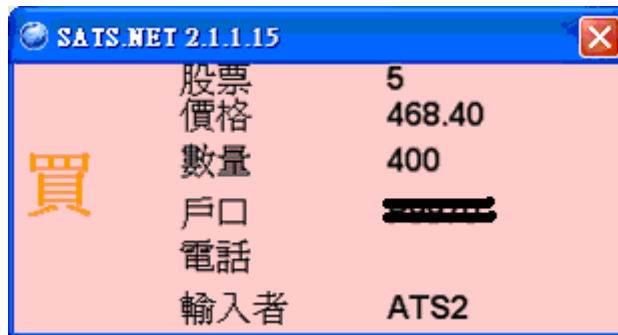 SATS.NET 2.1.1.15
股票 5
價格 468.40
買
數量 400
戶口
電話
輸入者 ATS2